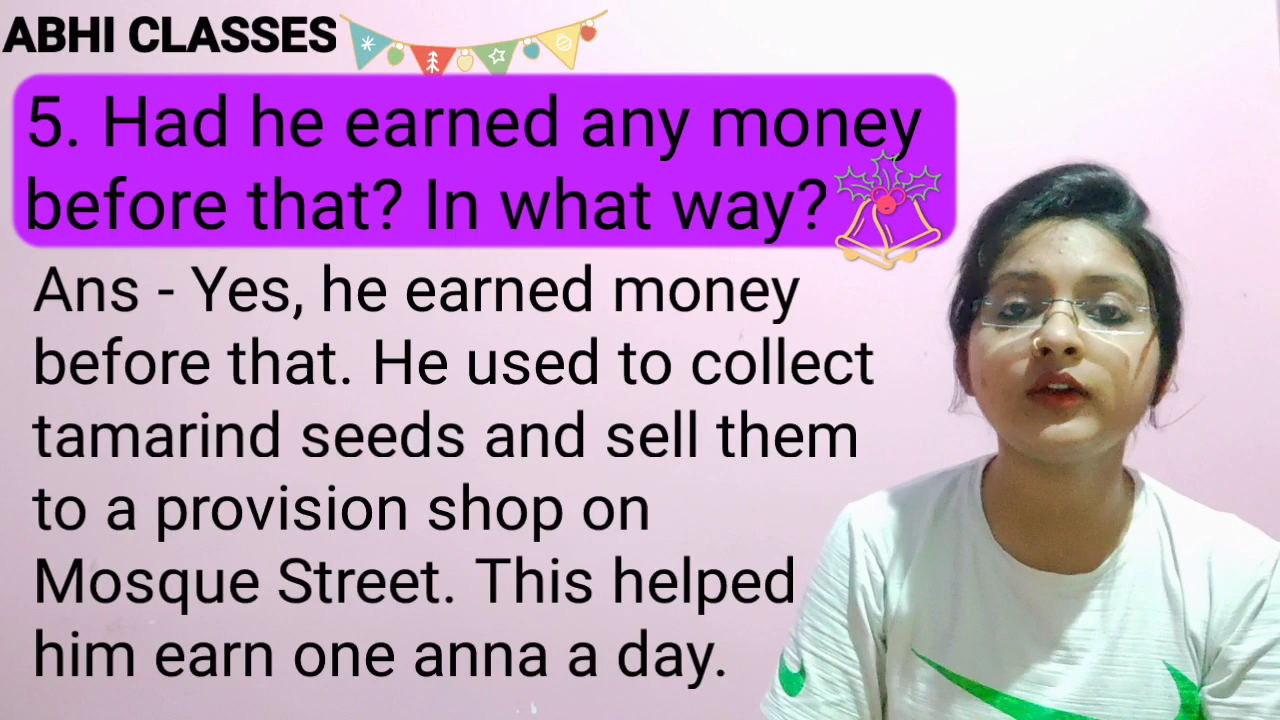 ABHI CLASSES
5. Had he earned any money
before that? In what way?
Ans - Yes, he earned money
before that. He used to collect
tamarind seeds and sell them
to a provision shop on
Mosque Street. This helped
him earn one anna a day.